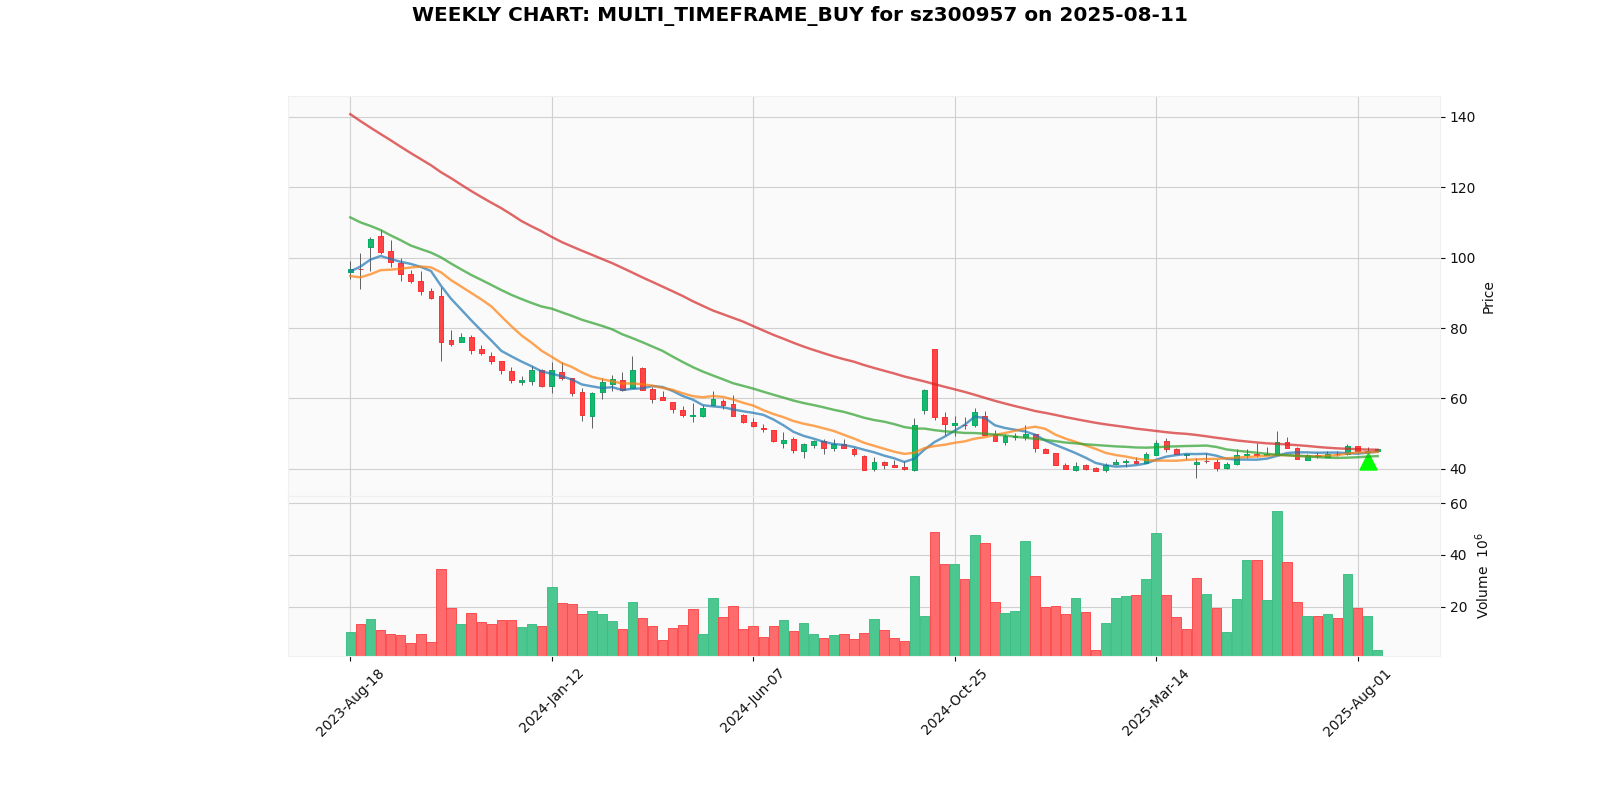 WEEKLY CHART: MULTI_TIMEFRAME_BUY for sz300957 on 2025-08-11
140
120
100
80
60
40
Price
60
40
20
Volume 10⁶
2023-Aug-18
2024-Jan-12
2024-Jun-07
2024-Oct-25
2025-Mar-14
2025-Aug-01